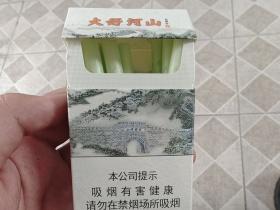 大好河山
本公司提示
吸烟有害健康
请勿在禁烟场所吸烟